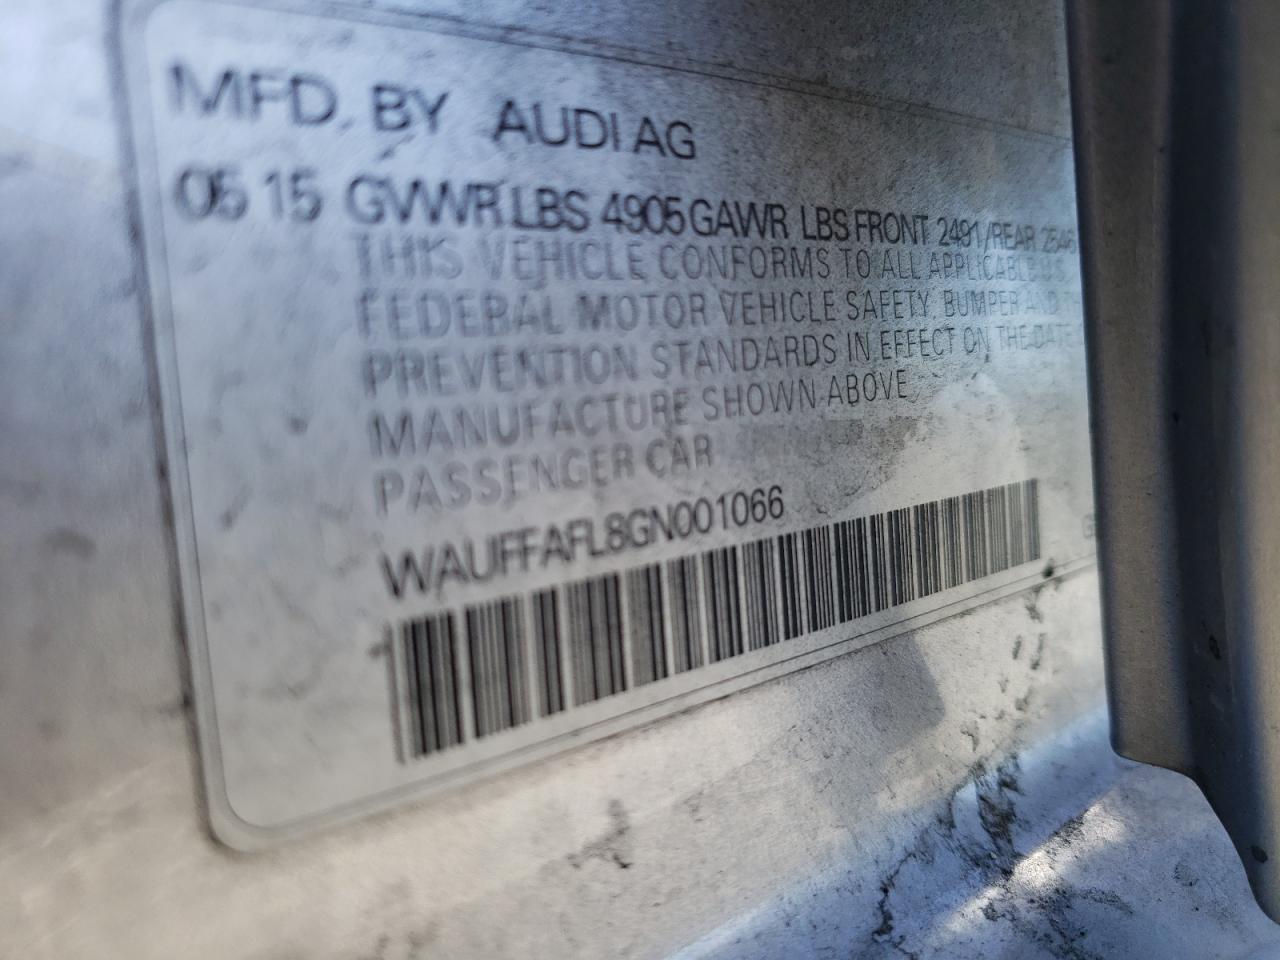 MFD. BY AUDI AG
05 15 GVWR LBS 4905 GAWR LBS FRONT 2491/REAR 2546
THIS VEHICLE CONFORMS TO ALL APPLICABLE U.S.
FEDERAL MOTOR VEHICLE SAFETY, BUMPER AND
PREVENTION STANDARDS IN EFFECT ON THE DATE
MANUFACTURE SHOWN ABOVE
PASSENGER CAR
WAUFFAFL8GN001066